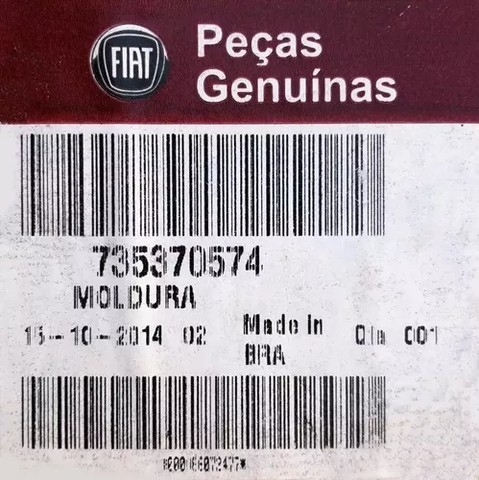 FIAT
Peças
Genuínas
735370574
MOLDURA
15-10-2014 02 Made In BRA Qta 001